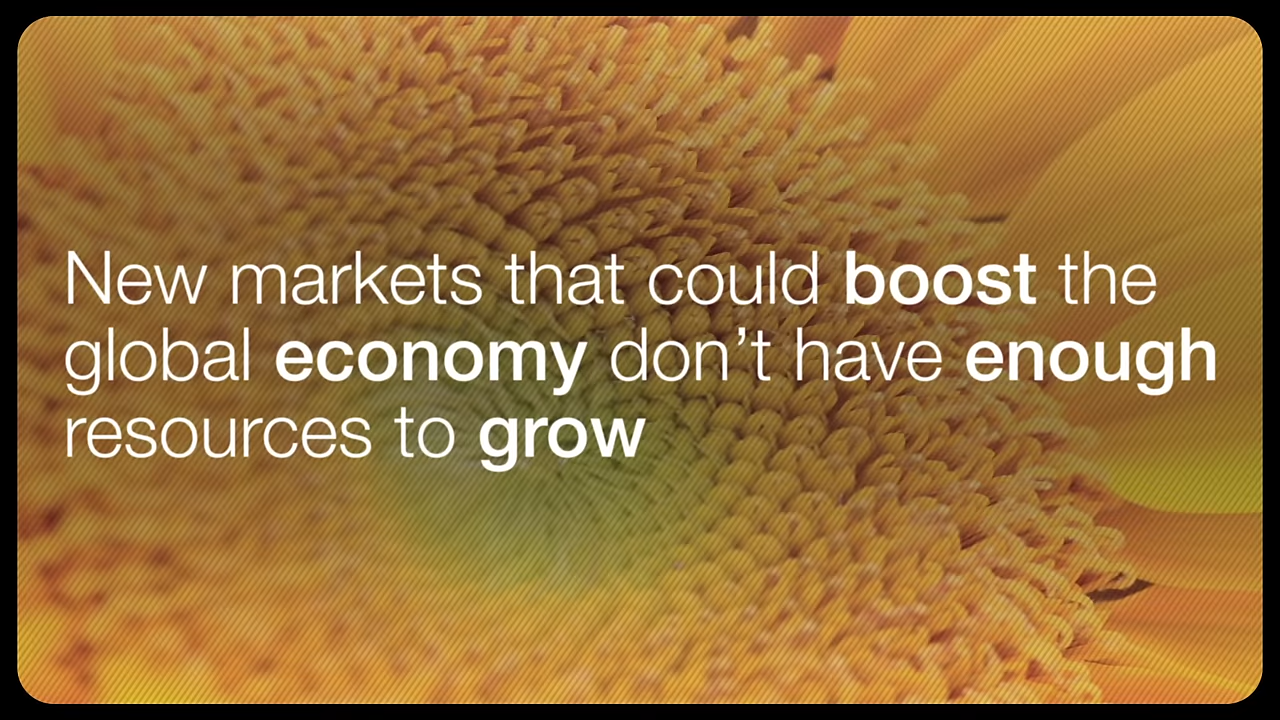 New markets that could boost the
global economy don’t have enough
resources to grow